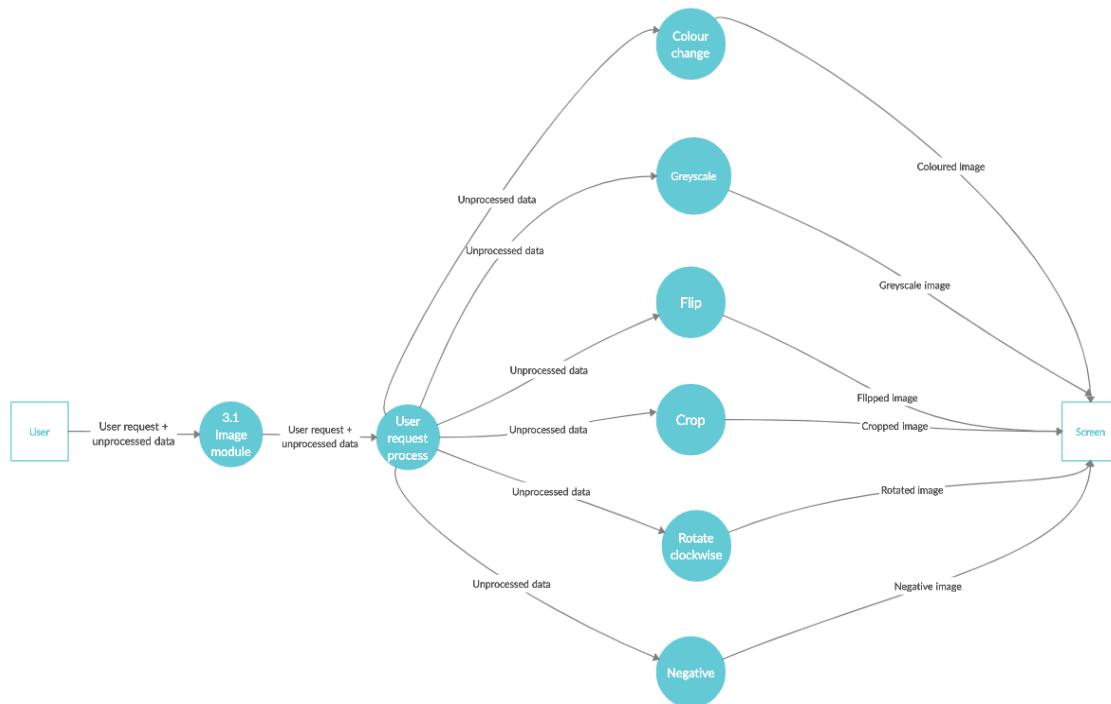 Colour
change
Coloured Image
Greyscale
Unprocessed data
Unprocessed data
Greyscale image
Flip
Unprocessed data
Flipped image
User
User request +
unprocessed data
3.1
Image
module
User request +
unprocessed data
User
request
process
Unprocessed data
Crop
Cropped image
Screen
Unprocessed data
Rotated image
Rotate
clockwise
Unprocessed data
Negative image
Negative